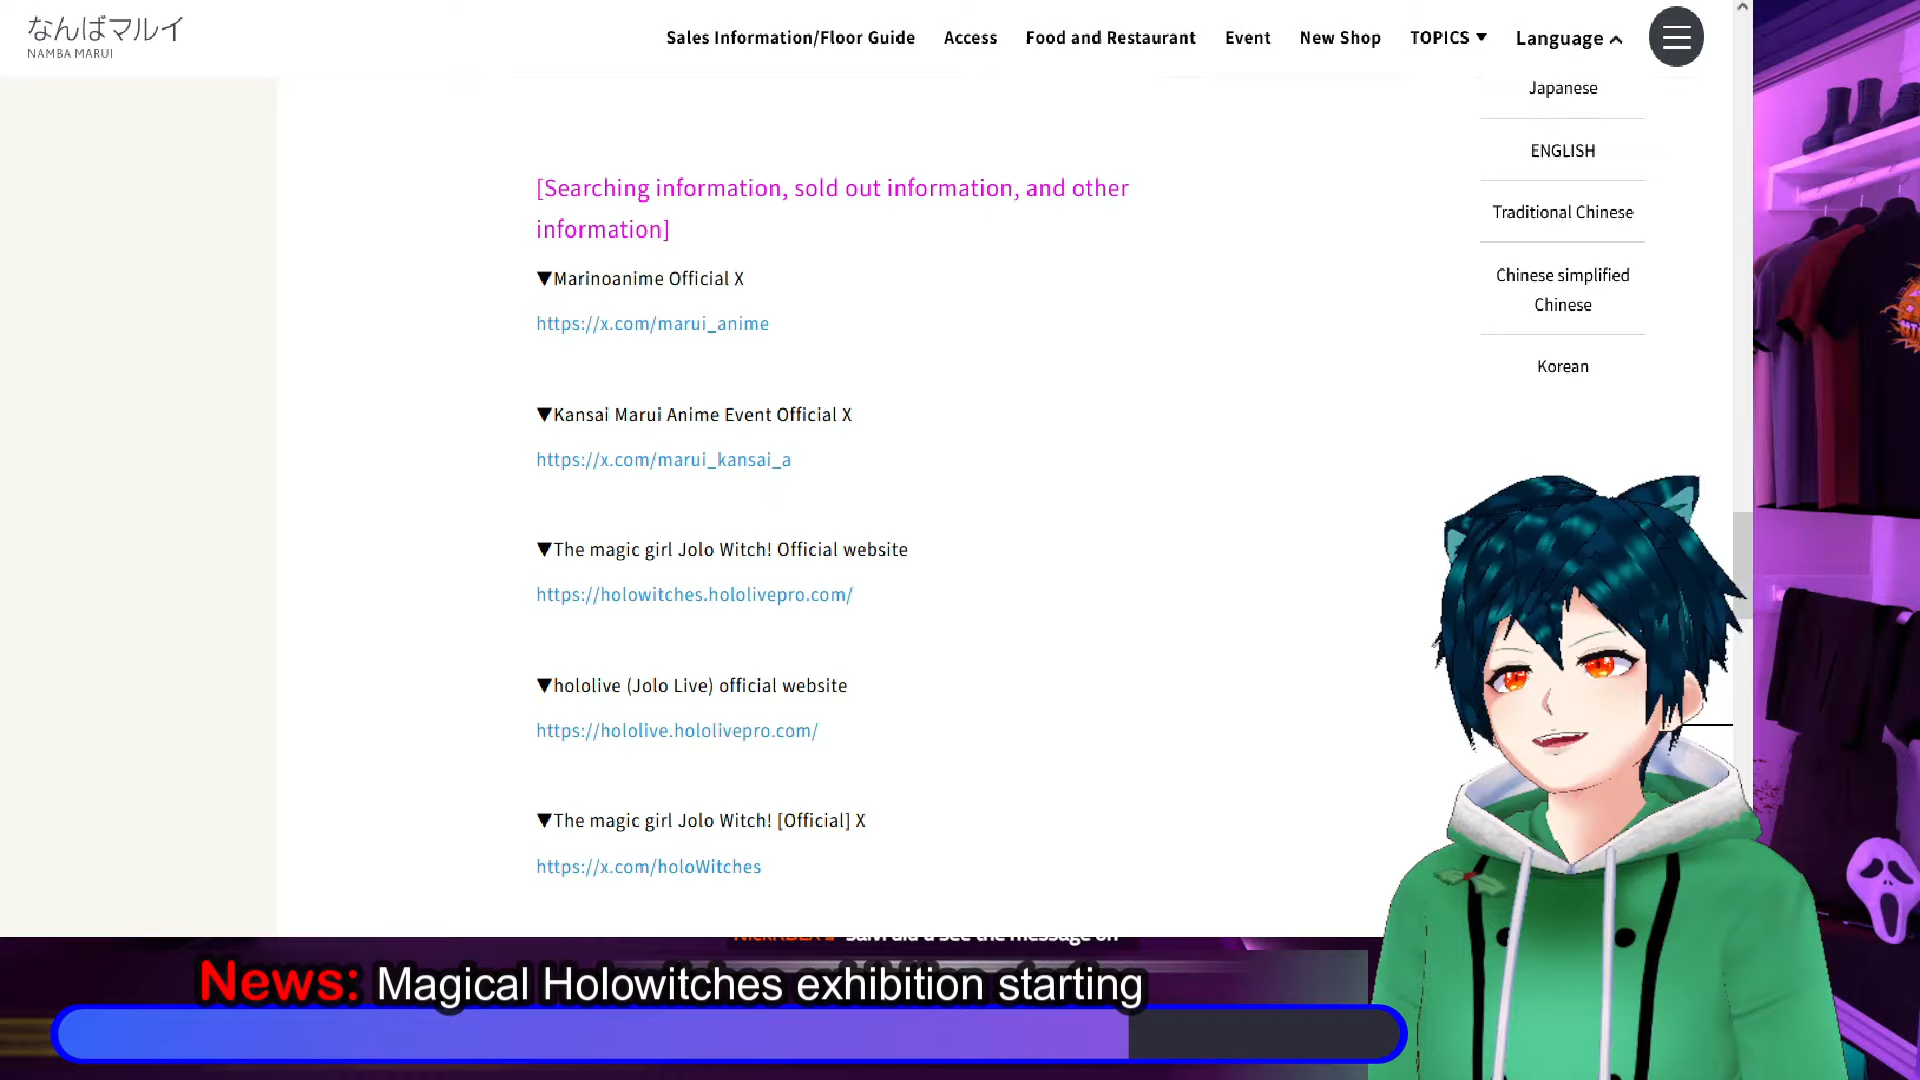 なんばマルイ
NAMBA MARUI
Sales Information/Floor Guide Access Food and Restaurant Event New Shop TOPICS ▼ Language
Japanese
ENGLISH
Traditional Chinese
Chinese simplified
Chinese
Korean
[Searching information, sold out information, and other
information]
▼Marinoanime Official X
https://x.com/marui_anime
▼Kansai Marui Anime Event Official X
https://x.com/marui_kansai_a
▼The magic girl Jolo Witch! Official website
https://holowitches.hololivepro.com/
▼hololive (Jolo Live) official website
https://hololive.hololivepro.com/
▼The magic girl Jolo Witch! [Official] X
https://x.com/holoWitches
see the message on
News: Magical Holowitches exhibition starting